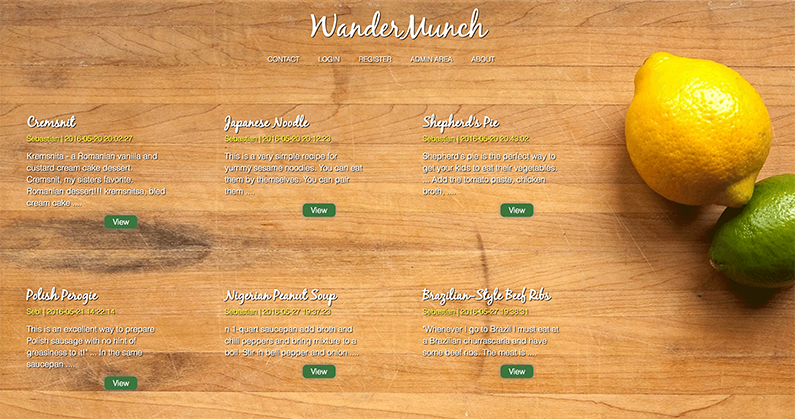 WanderMunch
CONTACT LOGIN REGISTER ADMIN AREA ABOUT
Cremsnit
Sebastian | 2016-05-20 20:02:27
Kremsnita - a Romanian vanilla and
custard cream cake dessert.
Cremsnit, my sisters favorite,
Romanian dessert!!! kremsnitsa, bled
cream cake ....
View
Japanese Noodle
Sebastian | 2016-05-20 20:12:23
This is a very simple recipe for
yummy sesame noodles. You can eat
them by themselves. You can pair
them ....
View
Shepherd's Pie
Sebastian | 2016-05-20 20:43:02
Shepherd's pie is the perfect way to
get your kids to eat their vegetables.
... Add the tomato paste, chicken
broth, ....
View
Polish Perogie
Sebi | 2016-05-21 14:22:14
This is an excellent way to prepare
Polish sausage with no hint of
greasiness to it!" ... In the same
saucepan ....
View
Nigerian Peanut Soup
Sebastian | 2016-05-27 19:37:23
n 1-quart saucepan add broth and
chili peppers and bring mixture to a
boil! Stir in bell pepper and onion ....
View
Brazilian-Style Beef Ribs
Sebastian | 2016-05-27 19:38:31
"Whenever I go to Brazil I must eat at
a Brazilian churrascaria and have
some beef ribs. The meat is ....
View